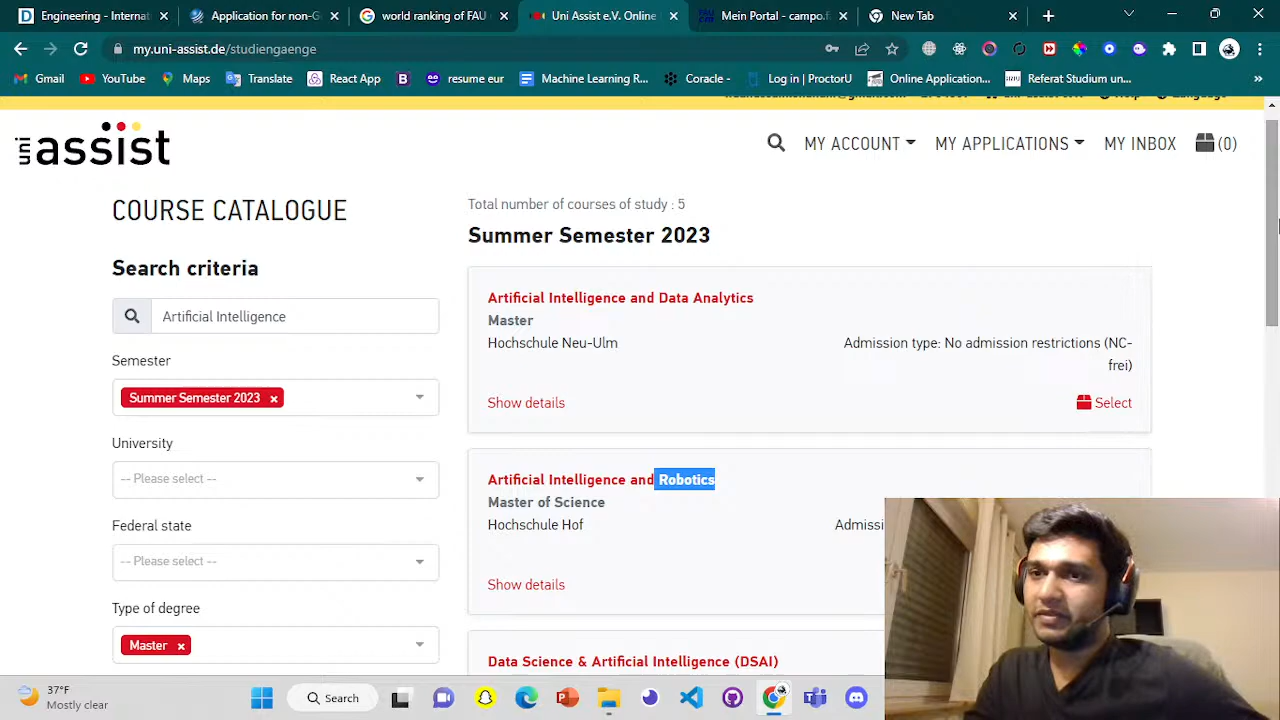 Engineering - Internat
Application for non-G
world ranking of FAU
Uni Assist e.V. Online
Mein Portal - campo.f
New Tab
my.uni-assist.de/studiengaenge
Gmail
YouTube
Maps
Translate
React App
resume eur
Machine Learning R...
Coracle -
Log in | ProctorU
Online Application...
Referat Studium un...
uni assist
MY ACCOUNT
MY APPLICATIONS
MY INBOX
(0)
COURSE CATALOGUE
Search criteria
Artificial Intelligence
Semester
Summer Semester 2023 ×
University
-- Please select --
Federal state
-- Please select --
Type of degree
Master ×
Total number of courses of study : 5
Summer Semester 2023
Artificial Intelligence and Data Analytics
Master
Hochschule Neu-Ulm
Admission type: No admission restrictions (NC-
frei)
Show details
Select
Artificial Intelligence and Robotics
Master of Science
Hochschule Hof
Admissi
Show details
Data Science & Artificial Intelligence (DSAI)
37°F
Mostly clear
Search